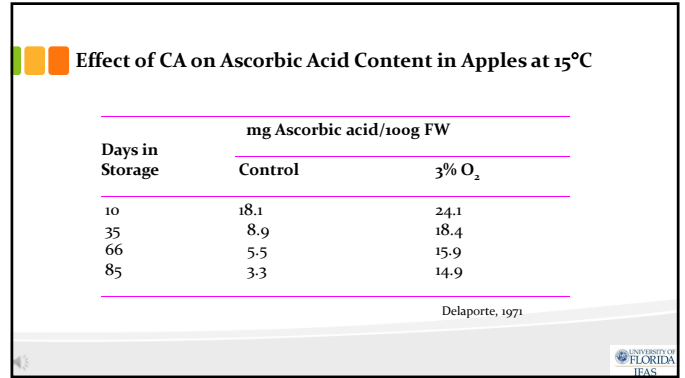 Effect of CA on Ascorbic Acid Content in Apples at 15°C
mg Ascorbic acid/100g FW
Days in
Storage Control 3% O₂
10 18.1 24.1
35 8.9 18.4
66 5.5 15.9
85 3.3 14.9
Delaporte, 1971
UNIVERSITY OF
FLORIDA
IFAS